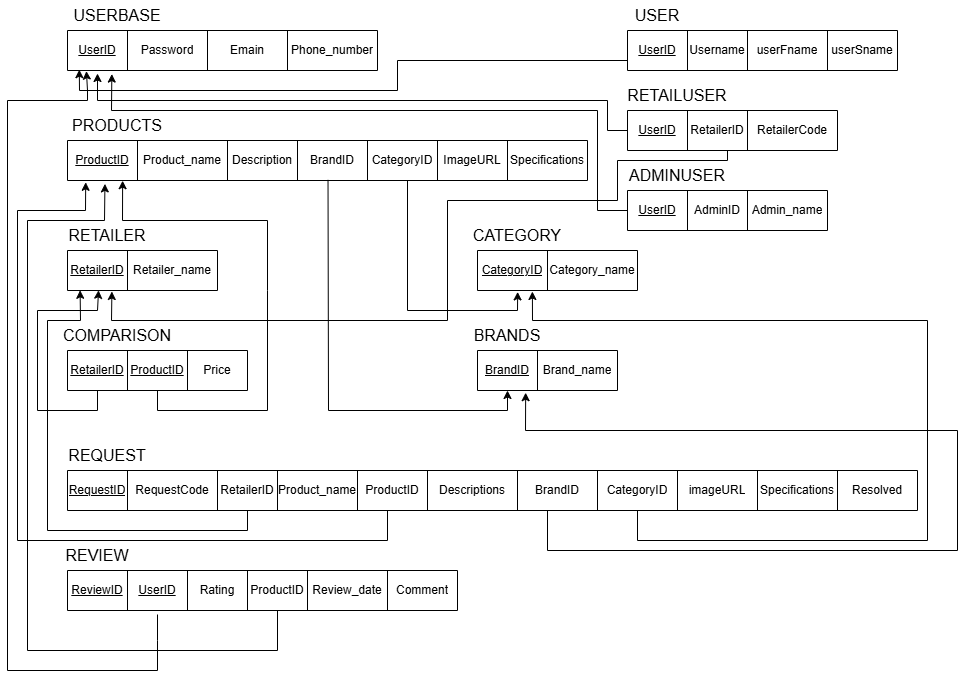 USERBASE
UserID Password Emain Phone_number
USER
UserID Username userFname userSname
RETAILUSER
UserID RetailerID RetailerCode
PRODUCTS
ProductID Product_name Description BrandID CategoryID ImageURL Specifications
ADMINUSER
UserID AdminID Admin_name
RETAILER
RetailerID Retailer_name
CATEGORY
CategoryID Category_name
COMPARISON
RetailerID ProductID Price
BRANDS
BrandID Brand_name
REQUEST
RequestID RequestCode RetailerID Product_name ProductID Descriptions BrandID CategoryID imageURL Specifications Resolved
REVIEW
ReviewID UserID Rating ProductID Review_date Comment